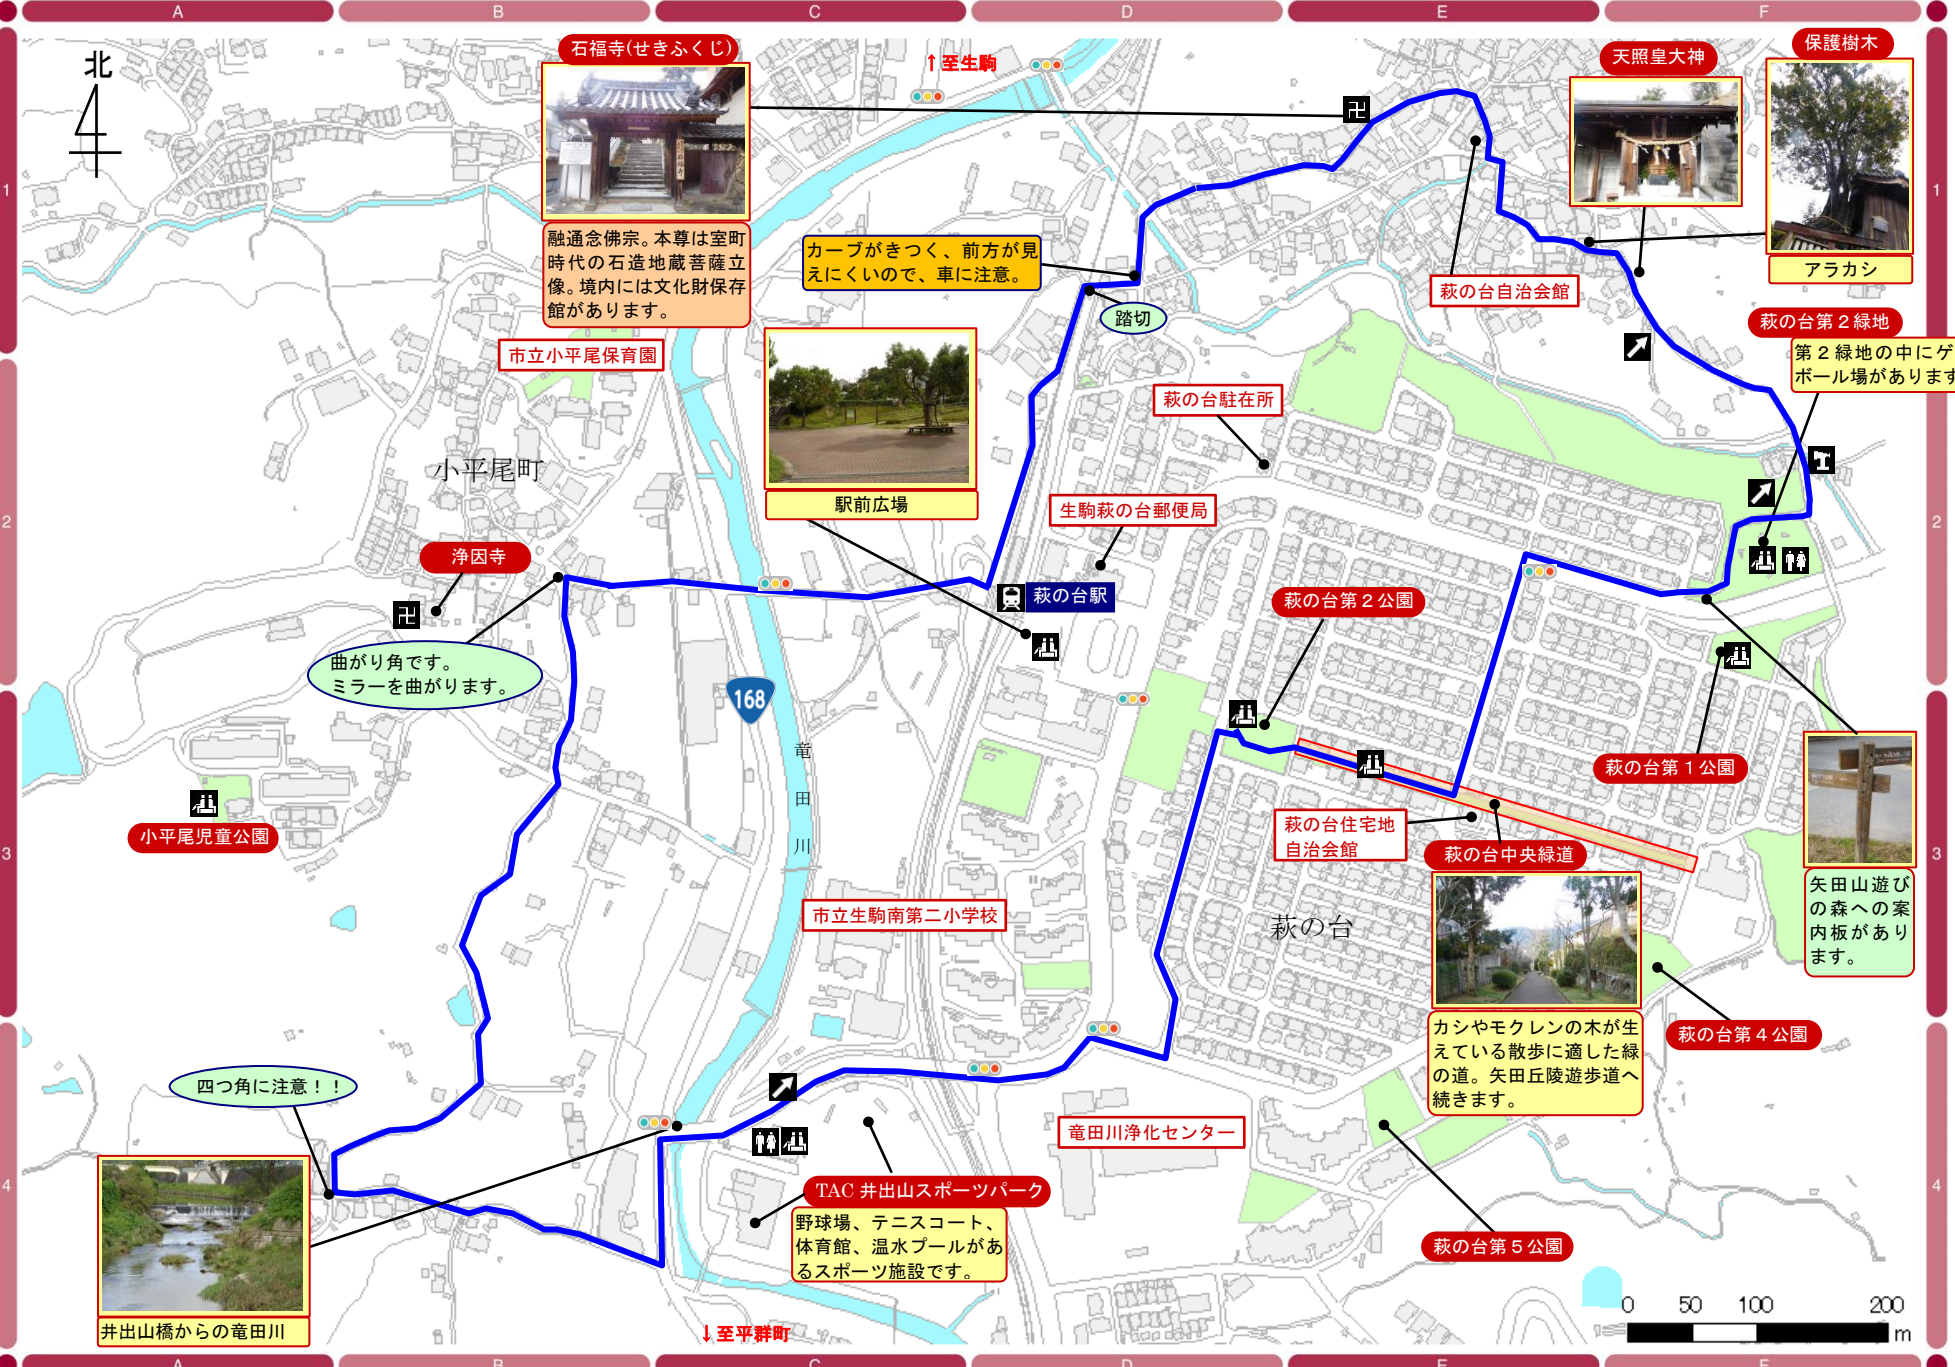 A
B
C
D
E
F
北
石福寺(せきふくじ)
↑至生駒
天照皇大神
保護樹木
1
1
融通念佛宗。本尊は室町
時代の石造地蔵菩薩立
像。境内には文化財保存
館があります。
カーブがきつく、前方が見
えにくいので、車に注意。
踏切
萩の台自治会館
アラカシ
萩の台第2緑地
第2緑地の中にゲ
ボール場があります
市立小平尾保育園
萩の台駐在所
小平尾町
駅前広場
生駒萩の台郵便局
2
2
浄因寺
萩の台駅
萩の台第2公園
曲がり角です。
ミラーを曲がります。
168
竜
田
川
萩の台第1公園
小平尾児童公園
萩の台住宅地
自治会館
萩の台中央緑道
3
3
矢田山遊び
の森への案
内板があり
ます。
市立生駒南第二小学校
萩の台
カシやモクレンの木が生
えている散歩に適した緑
の道。矢田丘陵遊歩道へ
続きます。
萩の台第4公園
四つ角に注意!!
竜田川浄化センター
4
4
TAC 井出山スポーツパーク
野球場、テニスコート、
体育館、温水プールがあ
るスポーツ施設です。
萩の台第5公園
井出山橋からの竜田川
↓至平群町
0 50 100 200
m
A
B
C
D
E
F